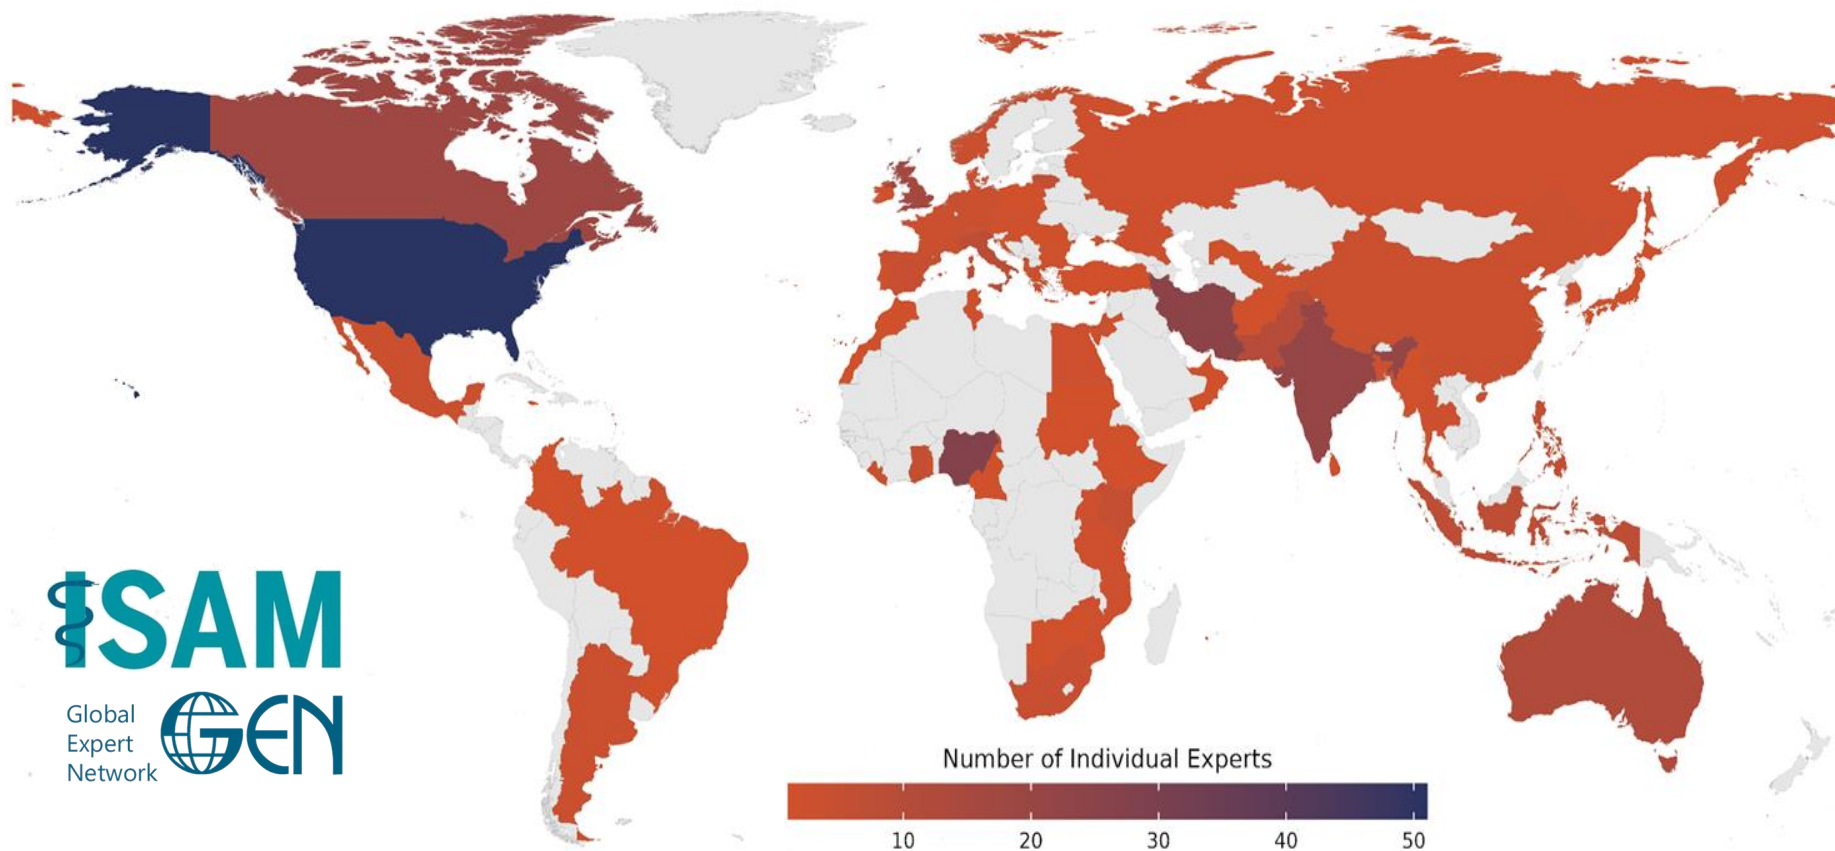 ISAM
Global
Expert
Network
GEN
Number of Individual Experts
10 20 30 40 50